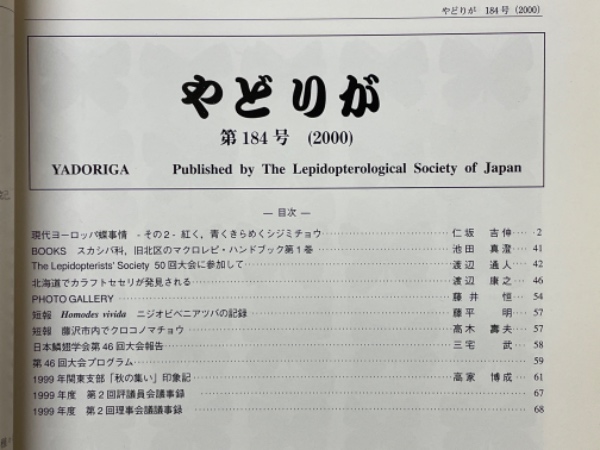 やどりが 184号(2000)
やどりが
第184号 (2000)
YADORIGA Published by The Lepidopterological Society of Japan
— 目次 —
現代ヨーロッパ蝶事情 -その2- 紅く,青くきらめくシジミチョウ……仁坂 吉伸…2
BOOKS スカシバ科,旧北区のマクロレピ・ハンドブック第1巻……池田 真澄…41
The Lepidopterists' Society 50回大会に参加して……渡辺 通人…42
北海道でカラフトセセリが発見される……渡辺 康之…46
PHOTO GALLERY……藤井 恒…54
短報 Homodes vivida ニジオビベニアツバの記録……藤平 明…57
短報 藤沢市内でクロコノマチョウ……高木 壽夫…57
日本鱗翅学会第46回大会報告……三宅 武…58
第46回大会プログラム……59
1999年関東支部「秋の集い」印象記……高家 博成…61
1999年度 第2回評議員会議事録……67
1999年度 第2回理事会議議事録……68